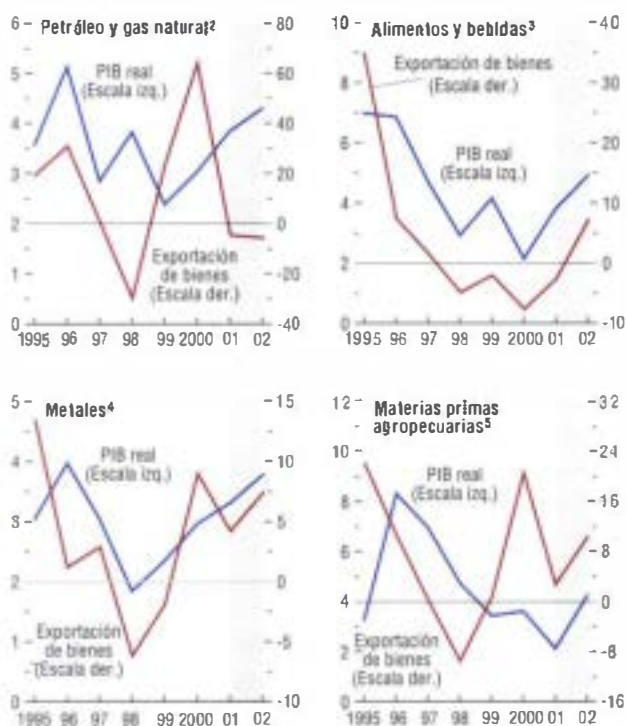 Petróleo y gas natural²
6
5
4
3
2
1
0
80
60
40
20
0
-20
-40
PIB real
(Escala izq.)
Exportación
de bienes
(Escala der.)
1995 96 97 98 99 2000 01 02
Alimentos y bebidas³
10
8
6
4
2
0
40
30
20
10
0
-10
Exportación de bienes
(Escala der.)
PIB real
(Escala izq.)
1995 96 97 98 99 2000 01 02
Metales⁴
5
4
3
2
1
0
15
10
5
0
-5
-10
PIB real
(Escala izq.)
Exportación
de bienes
(Escala der.)
1995 96 97 98 99 2000 01 02
Materias primas
agropecuarias⁵
12
10
8
6
4
2
0
32
24
16
8
0
-8
-16
PIB real
(Escala izq.)
Exportación
de bienes
(Escala der.)
1995 96 97 98 99 2000 01 02